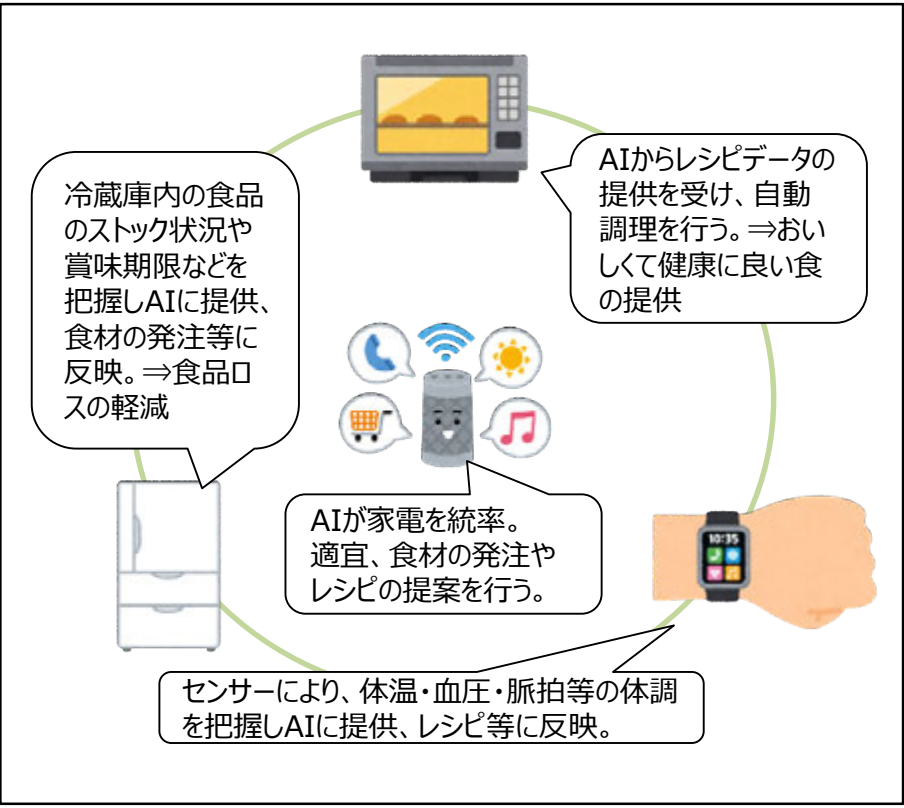 AIからレシピデータの
提供を受け、自動
調理を行う。⇒おい
しくて健康に良い食
の提供
冷蔵庫内の食品
のストック状況や
賞味期限などを
把握しAIに提供、
食材の発注等に
反映。⇒食品ロ
スの軽減
AIが家電を統率。
適宜、食材の発注や
レシピの提案を行う。
10:35
センサーにより、体温・血圧・脈拍等の体調
を把握しAIに提供、レシピ等に反映。